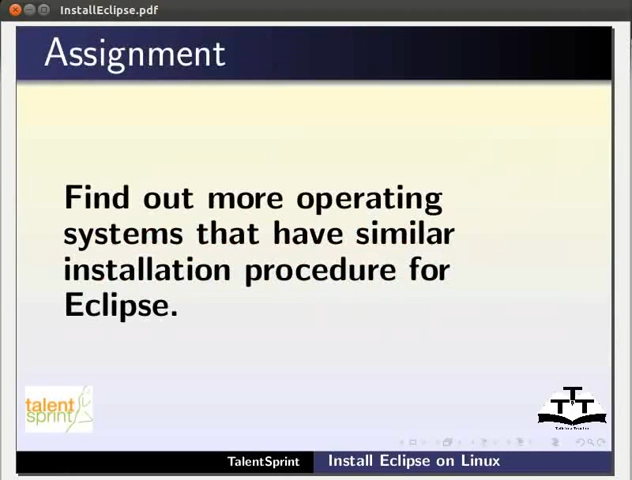 InstallEclipse.pdf
Assignment
Find out more operating
systems that have similar
installation procedure for
Eclipse.
talent
sprint
TTT
TalentSprint
Install Eclipse on Linux